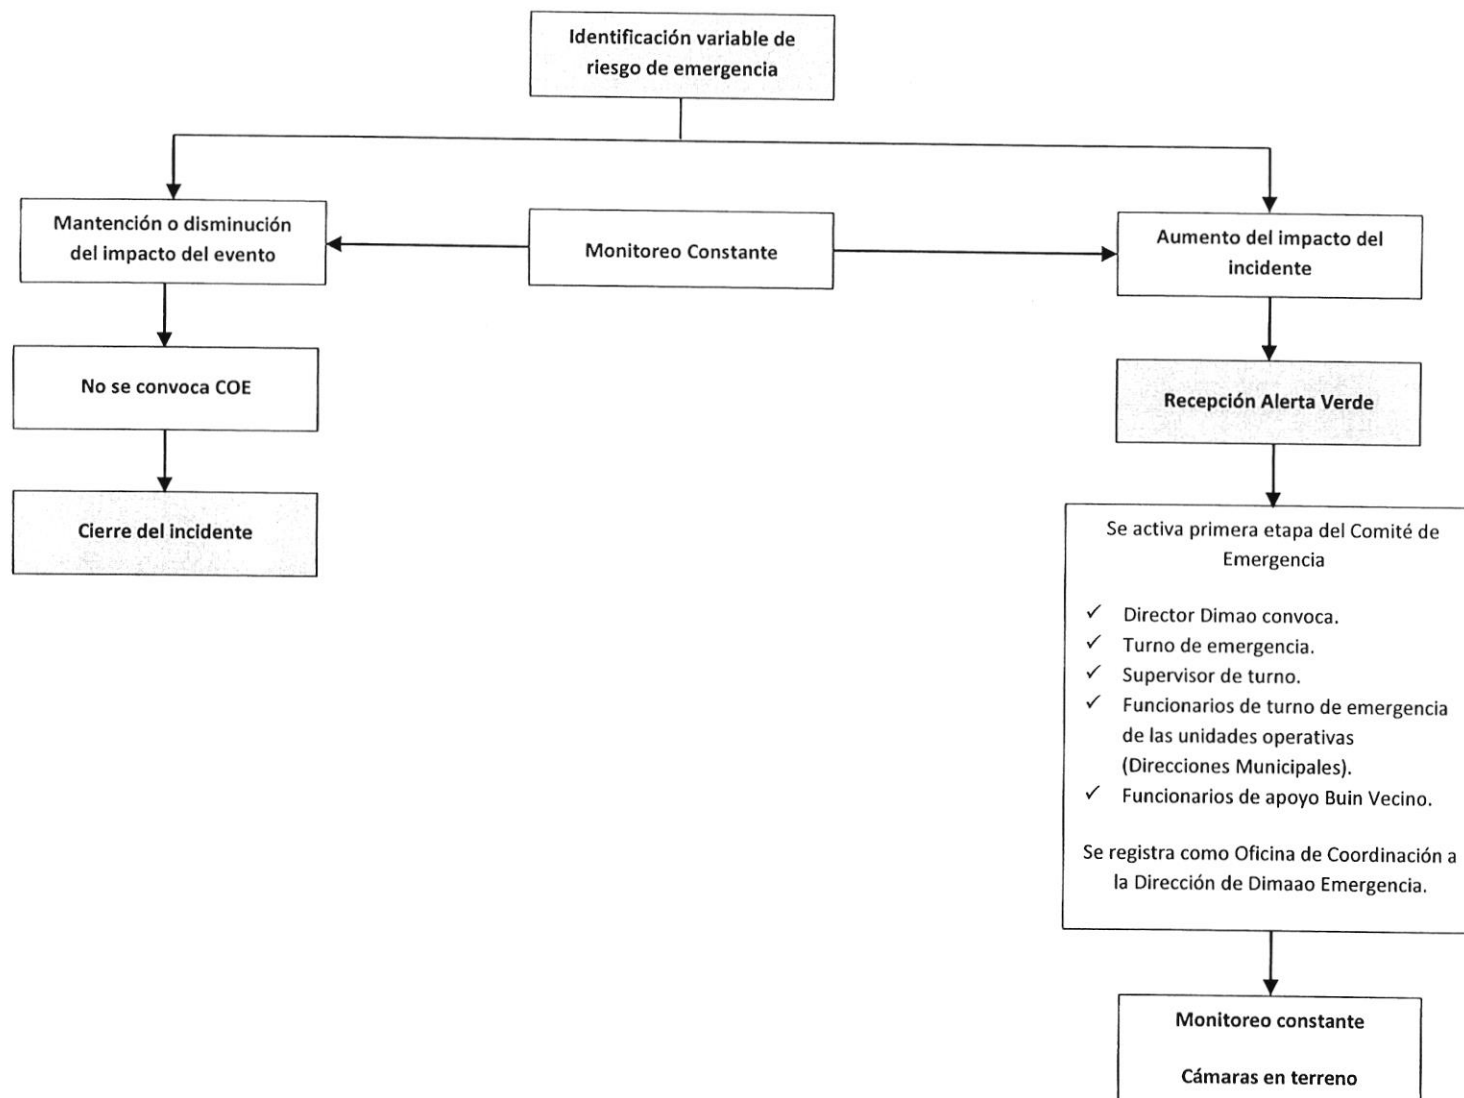 Identificación variable de
riesgo de emergencia
Mantención o disminución
del impacto del evento
Monitoreo Constante
Aumento del impacto del
incidente
No se convoca COE
Recepción Alerta Verde
Cierre del incidente
Se activa primera etapa del Comité de
Emergencia
✓ Director Dimao convoca.
✓ Turno de emergencia.
✓ Supervisor de turno.
✓ Funcionarios de turno de emergencia
de las unidades operativas
(Direcciones Municipales).
✓ Funcionarios de apoyo Buin Vecino.
Se registra como Oficina de Coordinación a
la Dirección de Dimaao Emergencia.
Monitoreo constante
Cámaras en terreno